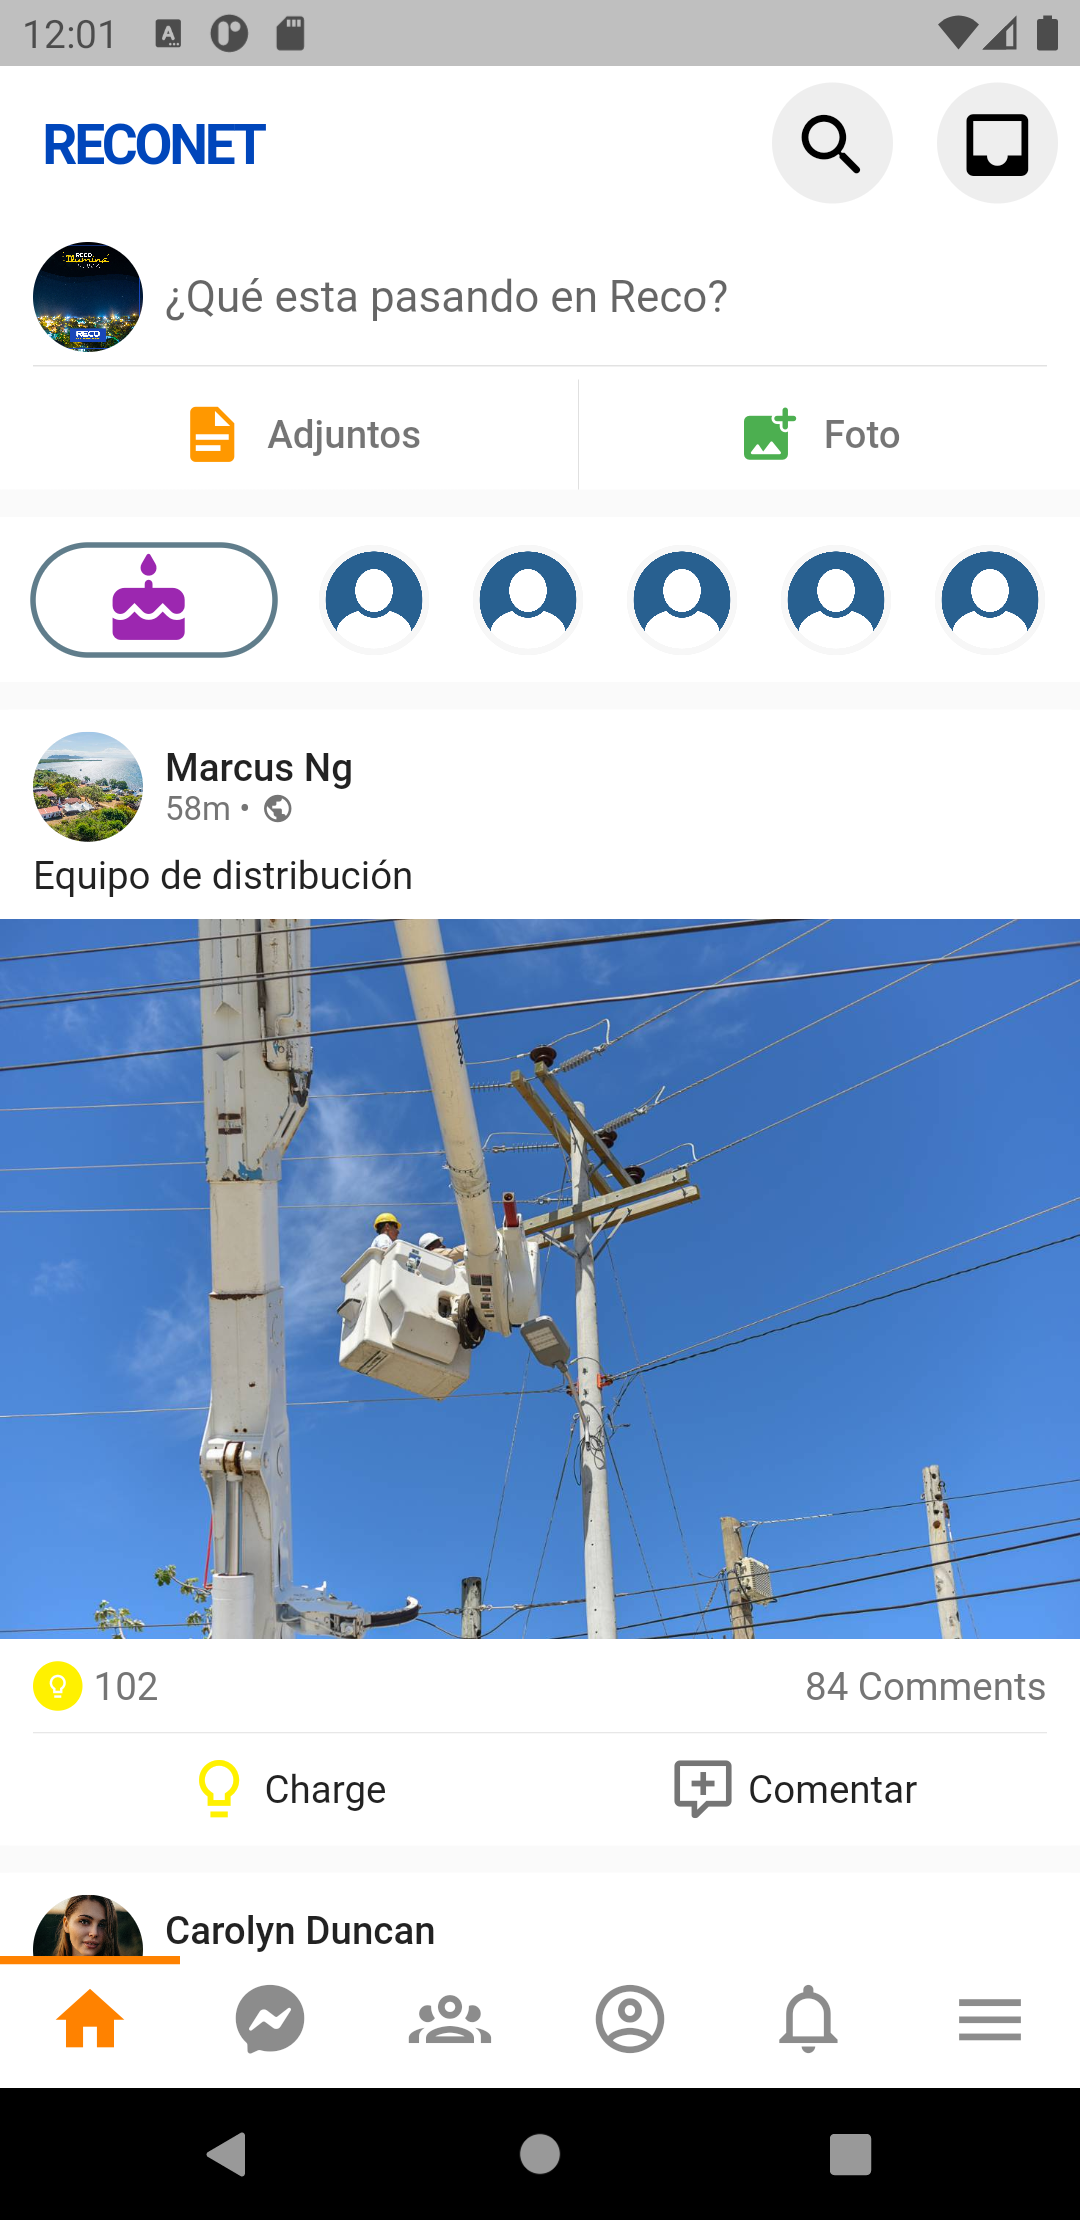 12:01
RECONET
¿Qué esta pasando en Reco?
Adjuntos
Foto
Marcus Ng
58m •
Equipo de distribución
102
84 Comments
Charge
Comentar
Carolyn Duncan